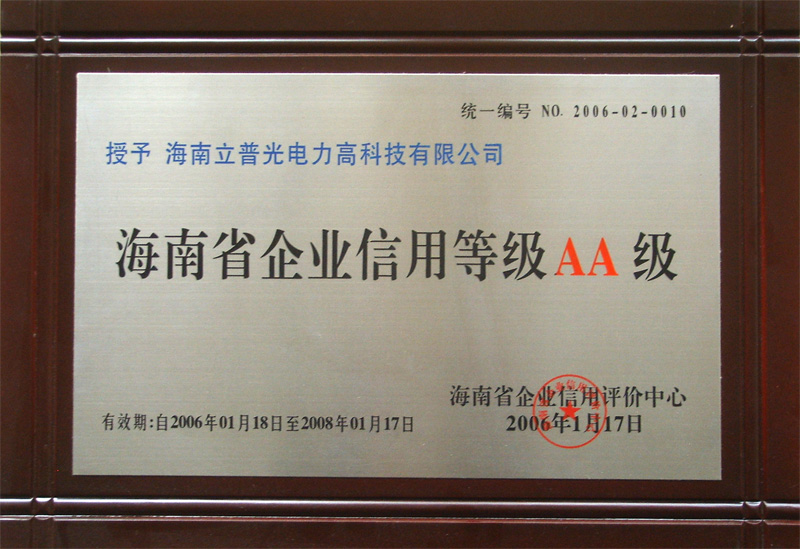 统一编号 NO. 2006-02-0010
授予 海南立普光电力高科技有限公司
海南省企业信用等级AA级
海南省企业信用评价中心
有效期:自2006年01月18日至2008年01月17日
2006年1月17日